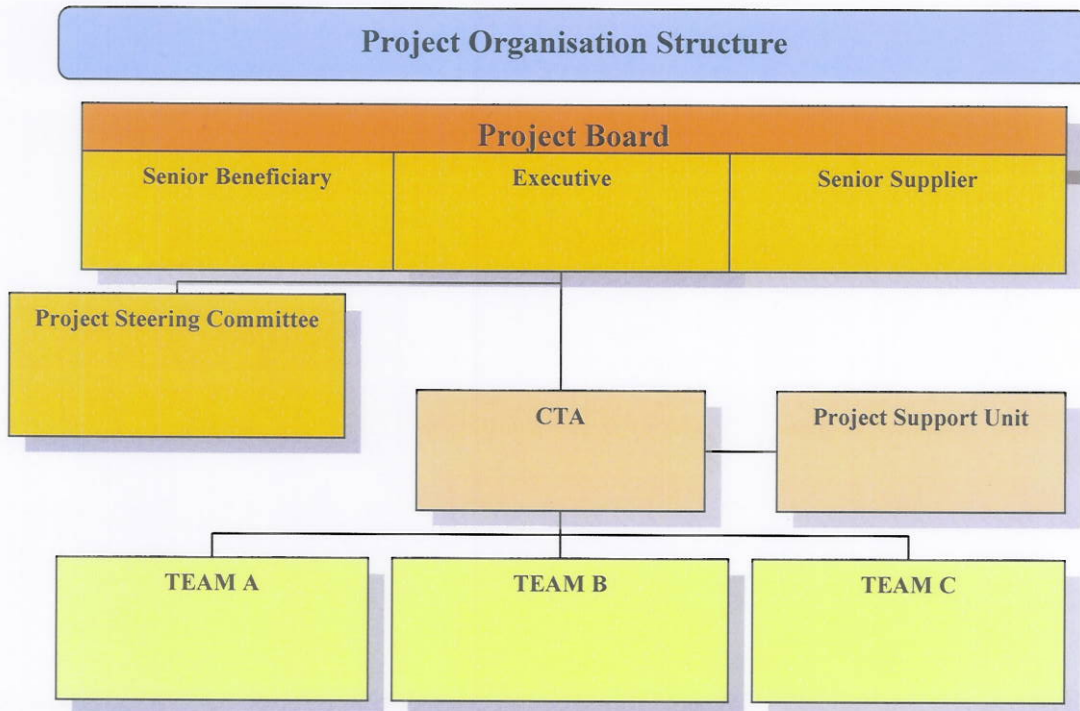 Project Organisation Structure
Project Board
Senior Beneficiary
Executive
Senior Supplier
Project Steering Committee
CTA
Project Support Unit
TEAM A
TEAM B
TEAM C